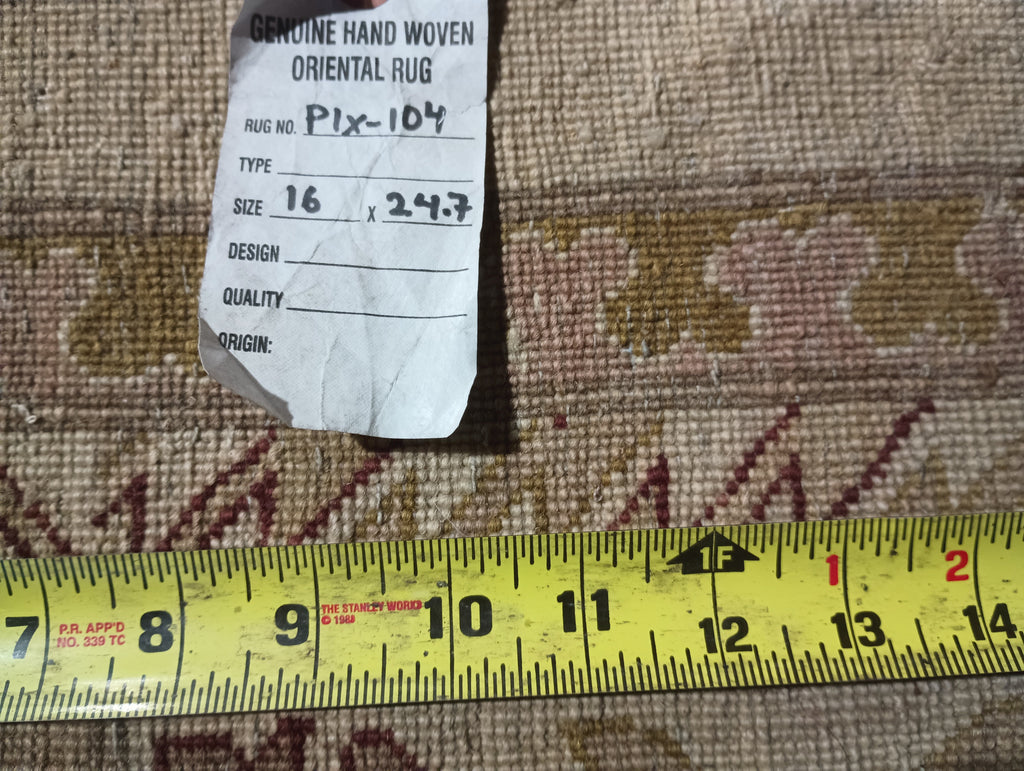 GENUINE HAND WOVEN
ORIENTAL RUG
RUG NO. P1x-104
TYPE
SIZE 16 x 24.7
DESIGN
QUALITY
ORIGIN:
1F 1 2
7 8 9 10 11 12 13 14
P.R. APP'D
NO. 339 TC
THE STANLEY WORKS
© 1988